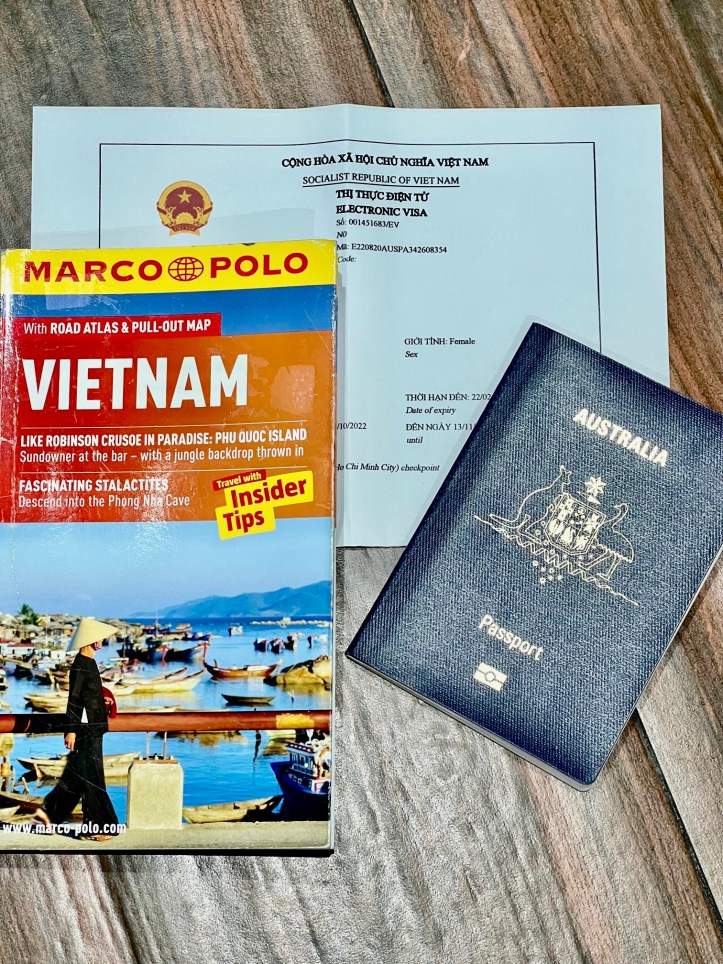 CỘNG HÒA XÃ HỘI CHỦ NGHĨA VIỆT NAM
SOCIALIST REPUBLIC OF VIET NAM
THỊ THỰC ĐIỆN TỬ
ELECTRONIC VISA
Số: 001451683/EV
N0
Mã: E220820AUSPA342608354
Code:
GIỚI TÍNH: Female
Sex
THỜI HẠN ĐẾN: 22/02
Date of expiry
/10/2022 ĐẾN NGÀY 13/11
until
Ho Chi Minh City) checkpoint
MARCO POLO
With ROAD ATLAS & PULL-OUT MAP
VIETNAM
LIKE ROBINSON CRUSOE IN PARADISE: PHU QUOC ISLAND
Sundowner at the bar – with a jungle backdrop thrown in
FASCINATING STALACTITES
Descend into the Phong Nha Cave
Travel with
Insider
Tips
www.marco-polo.com
AUSTRALIA
Passport